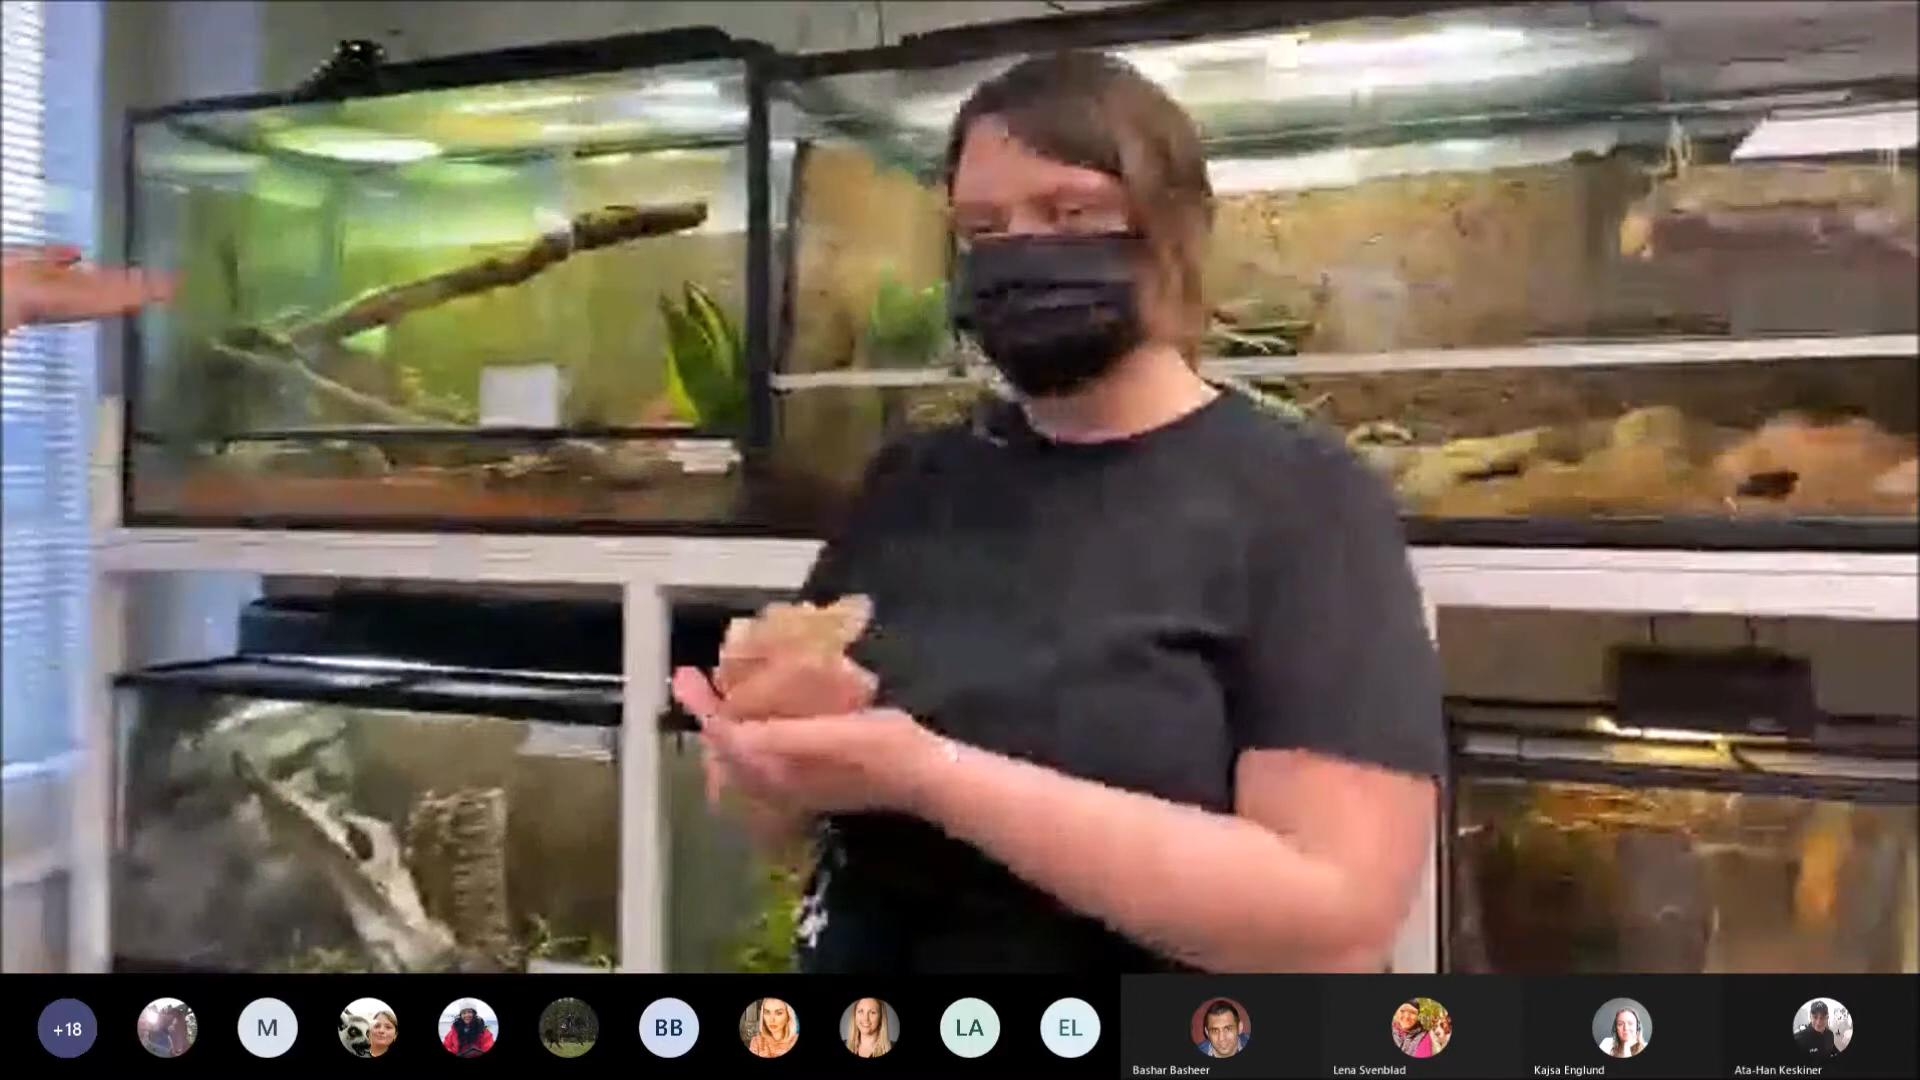 +18
M
BB
LA
EL
Bashar Basheer
Lena Svenblad
Kajsa Englund
Ata-Han Keskiner